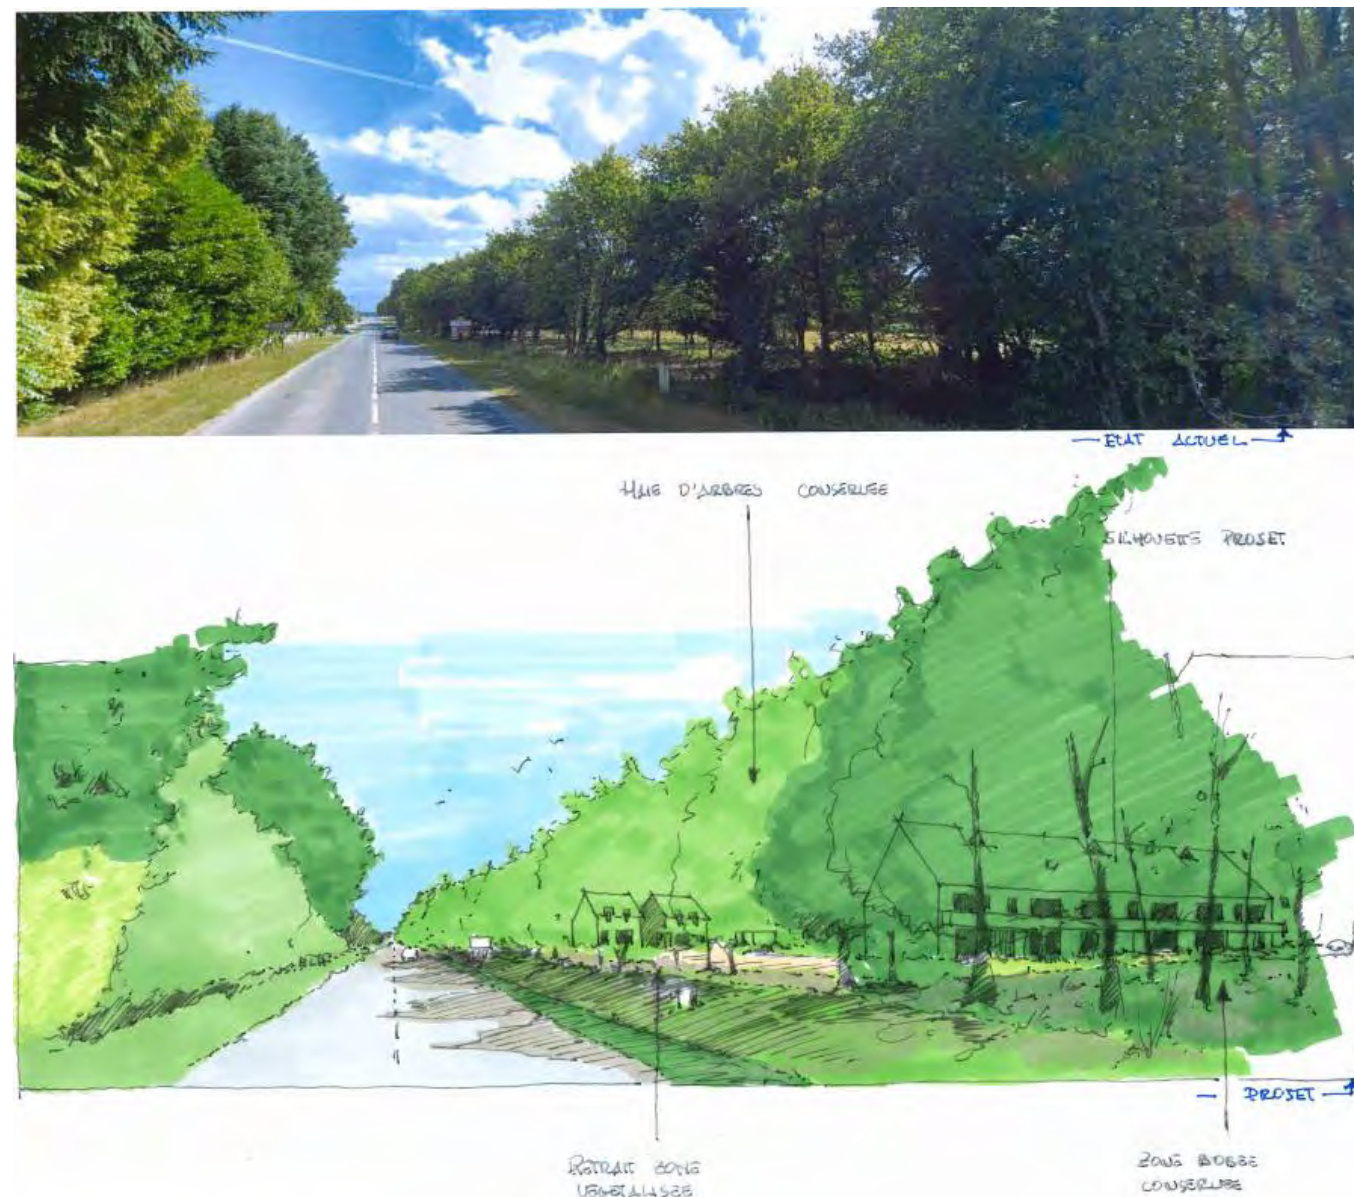 ETAT ACTUEL
HAIE D'ARBRES CONSERVEE
SILHOUETTE PROJET
PROJET
RETRAIT ZONE
VEGETALISEE
ZONE BOISEE
CONSERVEE